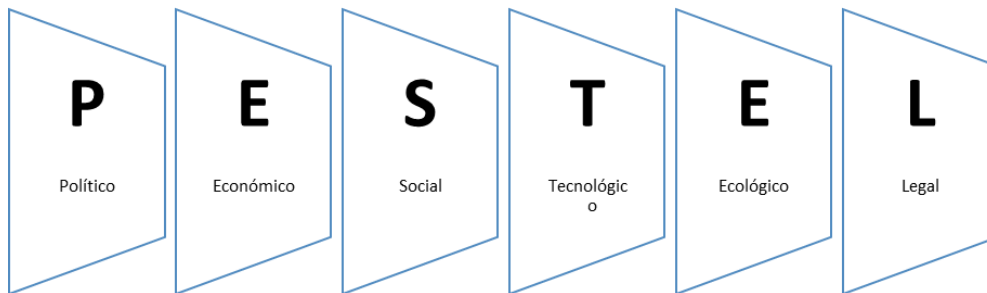 P E S T E L
Político Económico Social Tecnológic
o Ecológico Legal